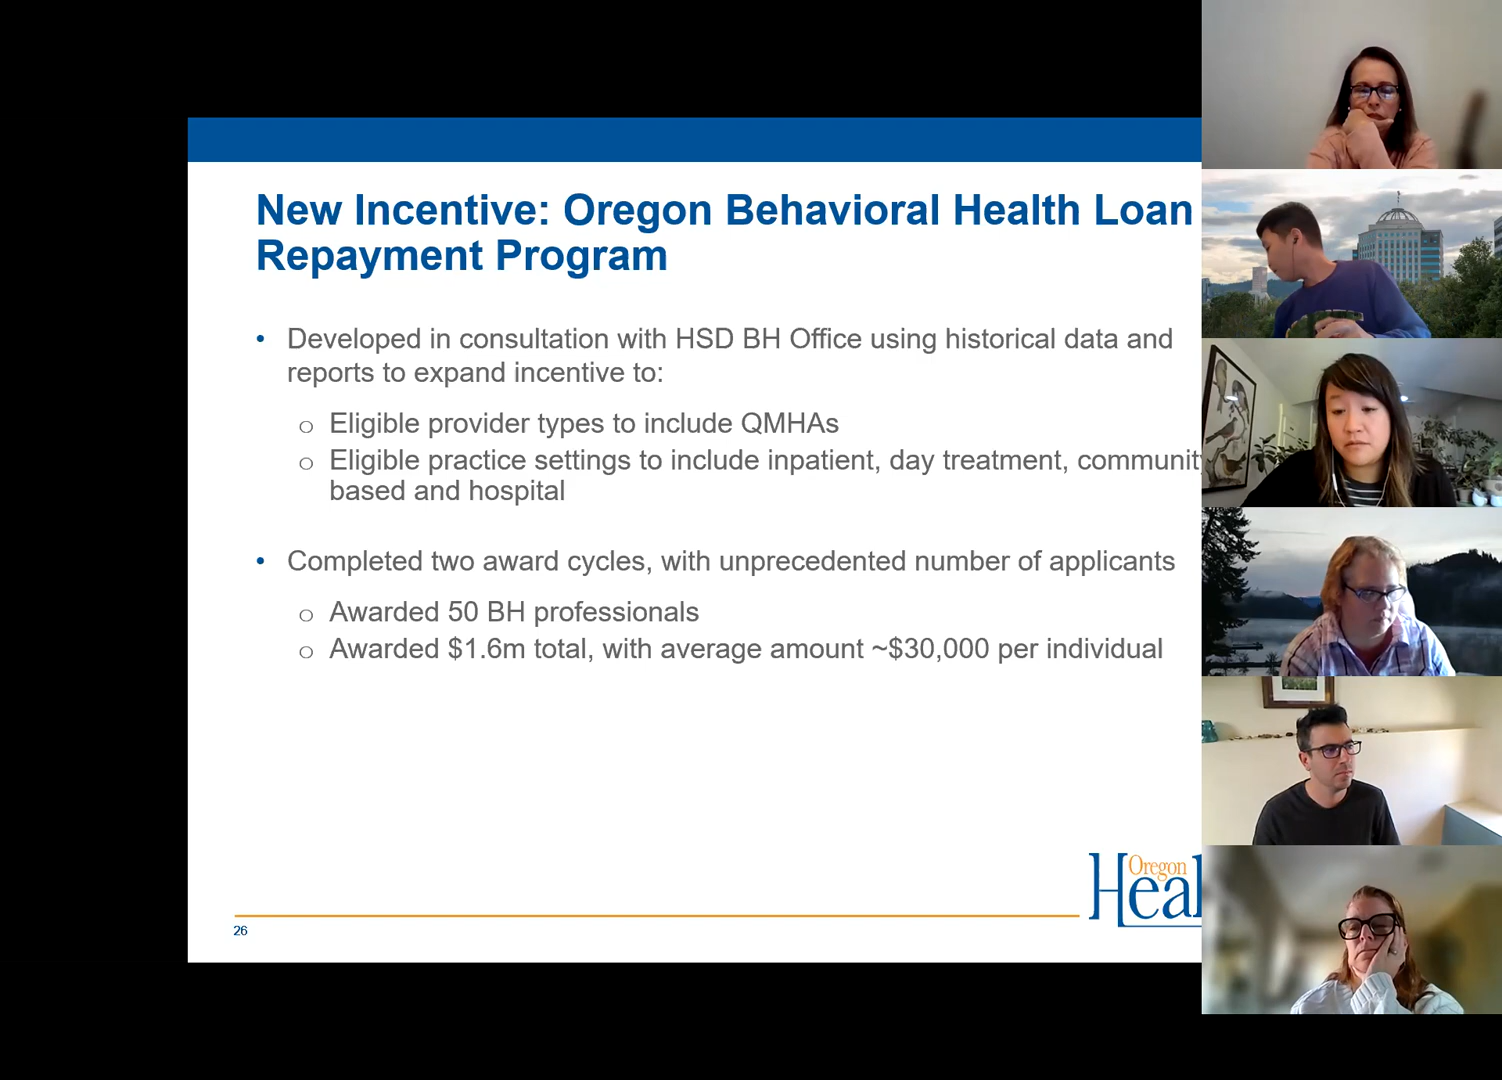 New Incentive: Oregon Behavioral Health Loan
Repayment Program
• Developed in consultation with HSD BH Office using historical data and
reports to expand incentive to:
o Eligible provider types to include QMHAs
o Eligible practice settings to include inpatient, day treatment, community
based and hospital
• Completed two award cycles, with unprecedented number of applicants
o Awarded 50 BH professionals
o Awarded $1.6m total, with average amount ~$30,000 per individual
Oregon
Heal
26